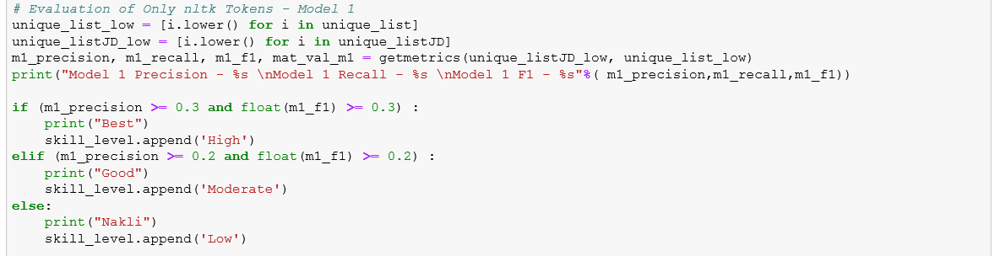 # Evaluation of Only nltk Tokens - Model 1
unique_list_low = [i.lower() for i in unique_list]
unique_listJD_low = [i.lower() for i in unique_listJD]
m1_precision, m1_recall, m1_f1, mat_val_m1 = getmetrics(unique_listJD_low, unique_list_low)
print("Model 1 Precision - %s \nModel 1 Recall - %s \nModel 1 F1 - %s"%( m1_precision,m1_recall,m1_f1))

if (m1_precision >= 0.3 and float(m1_f1) >= 0.3) :
    print("Best")
    skill_level.append('High')
elif (m1_precision >= 0.2 and float(m1_f1) >= 0.2) :
    print("Good")
    skill_level.append('Moderate')
else:
    print("Nakli")
    skill_level.append('Low')